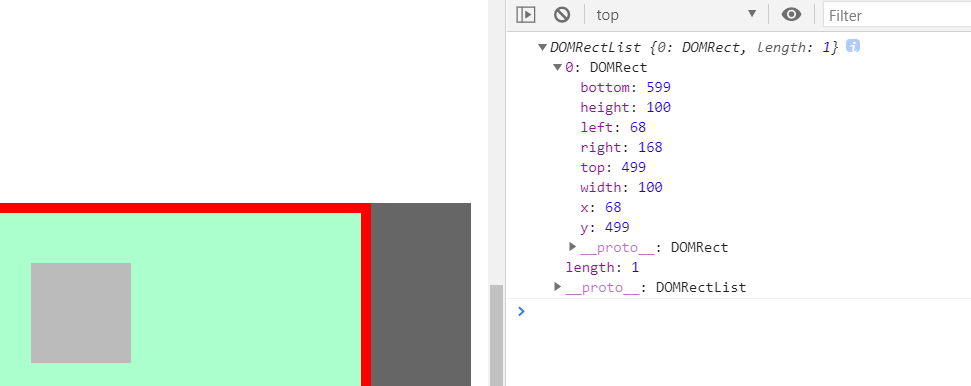 top
Filter
DOMRectList {0: DOMRect, length: 1} i
0: DOMRect
bottom: 599
height: 100
left: 68
right: 168
top: 499
width: 100
x: 68
y: 499
__proto__: DOMRect
length: 1
__proto__: DOMRectList